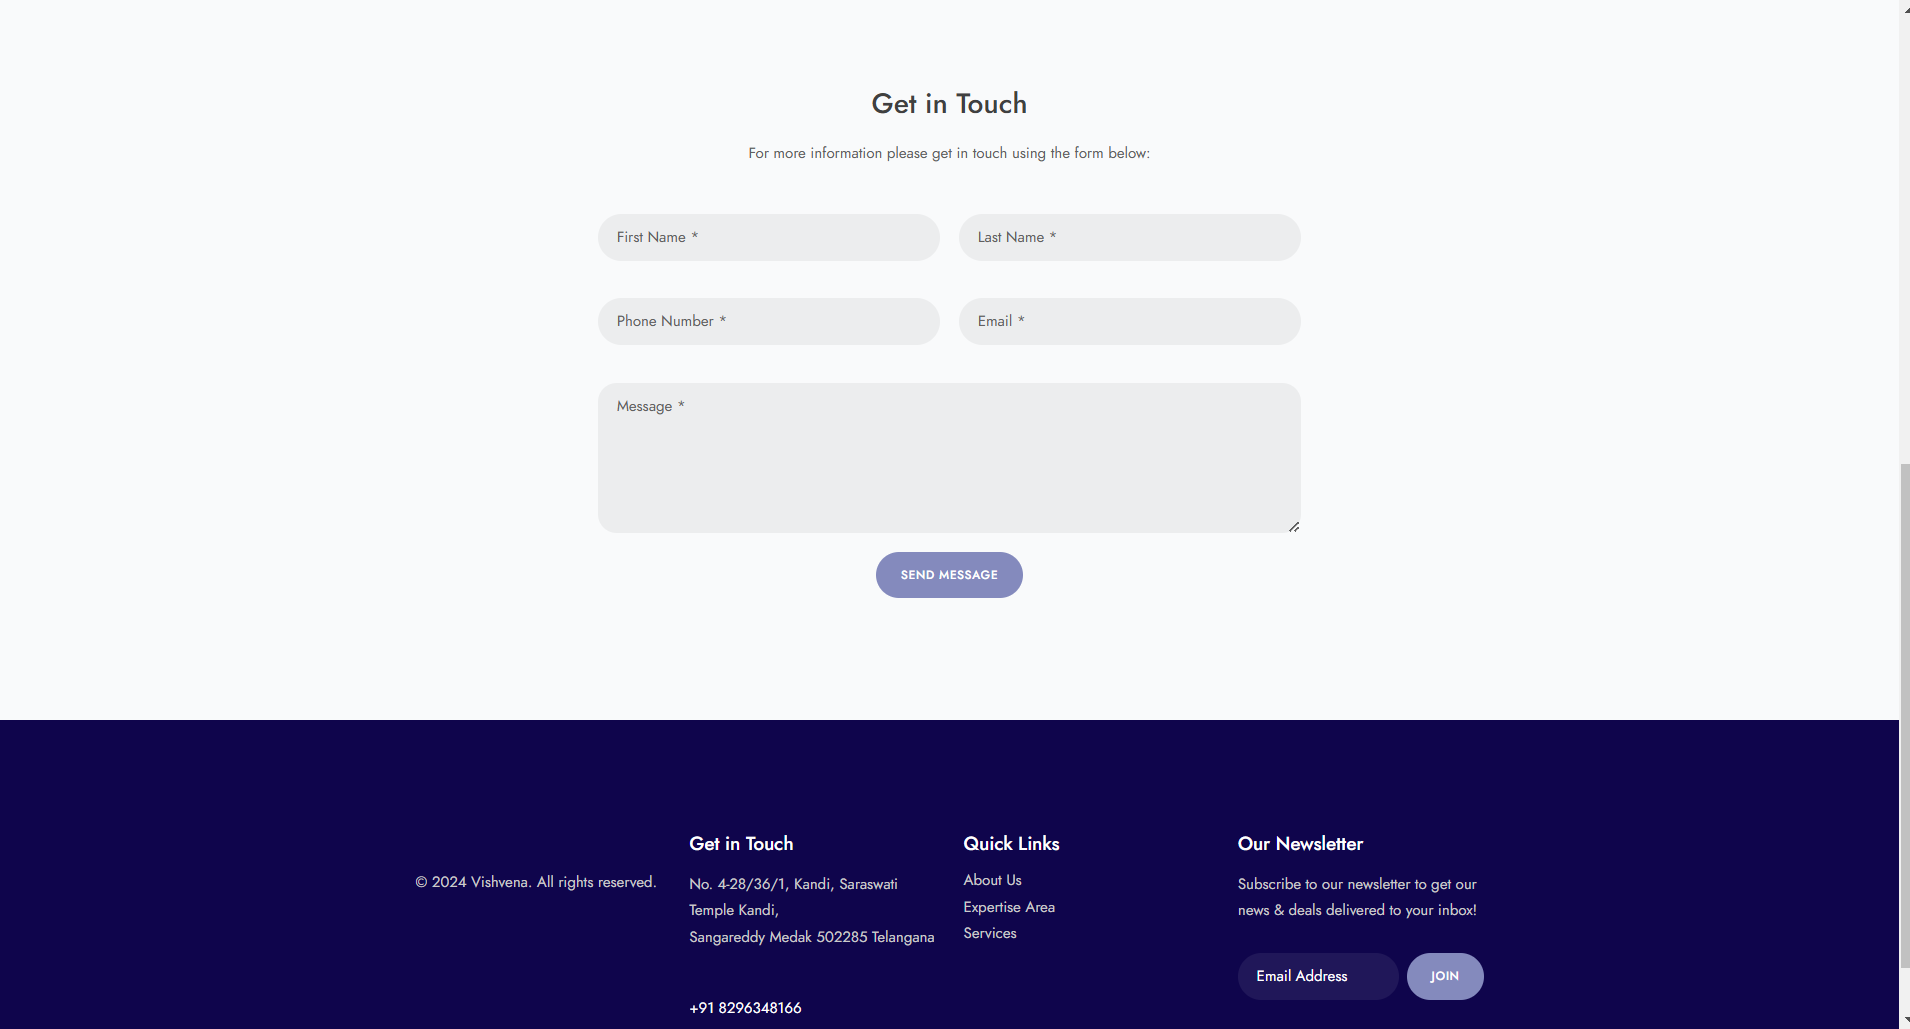 Get in Touch
For more information please get in touch using the form below:
First Name *
Last Name *
Phone Number *
Email *
Message *
SEND MESSAGE
© 2024 Vishvena. All rights reserved.
Get in Touch
No. 4-28/36/1, Kandi, Saraswati
Temple Kandi,
Sangareddy Medak 502285 Telangana
+91 8296348166
Quick Links
About Us
Expertise Area
Services
Our Newsletter
Subscribe to our newsletter to get our
news & deals delivered to your inbox!
Email Address
JOIN